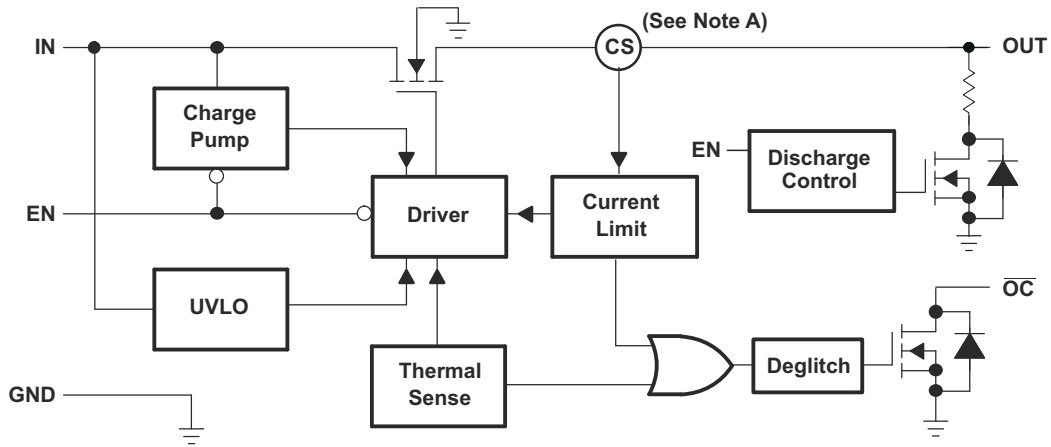 (See Note A)
IN
CS
OUT
Charge
Pump
EN
Discharge
Control
EN
Driver
Current
Limit
UVLO
OC
Thermal
Sense
Deglitch
GND